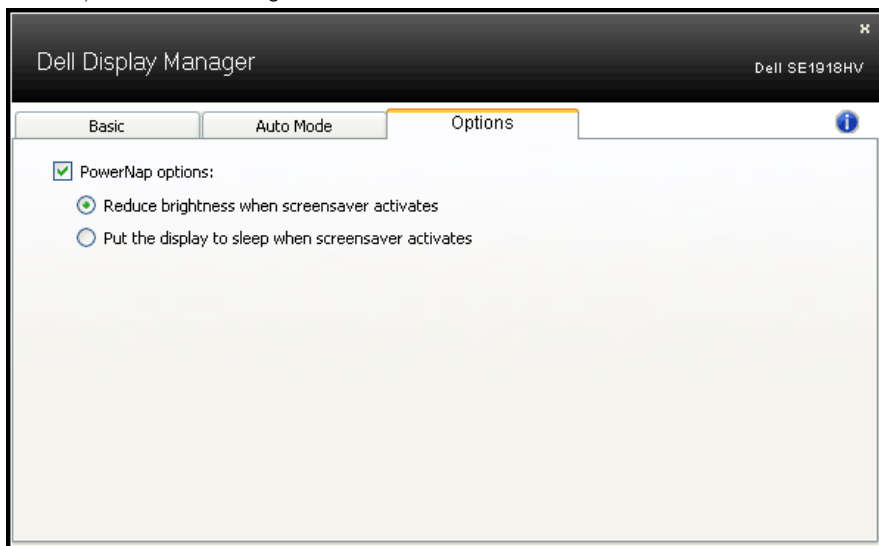 Dell Display Manager
Dell SE1918HV
Basic Auto Mode Options
PowerNap options:
Reduce brightness when screensaver activates
Put the display to sleep when screensaver activates